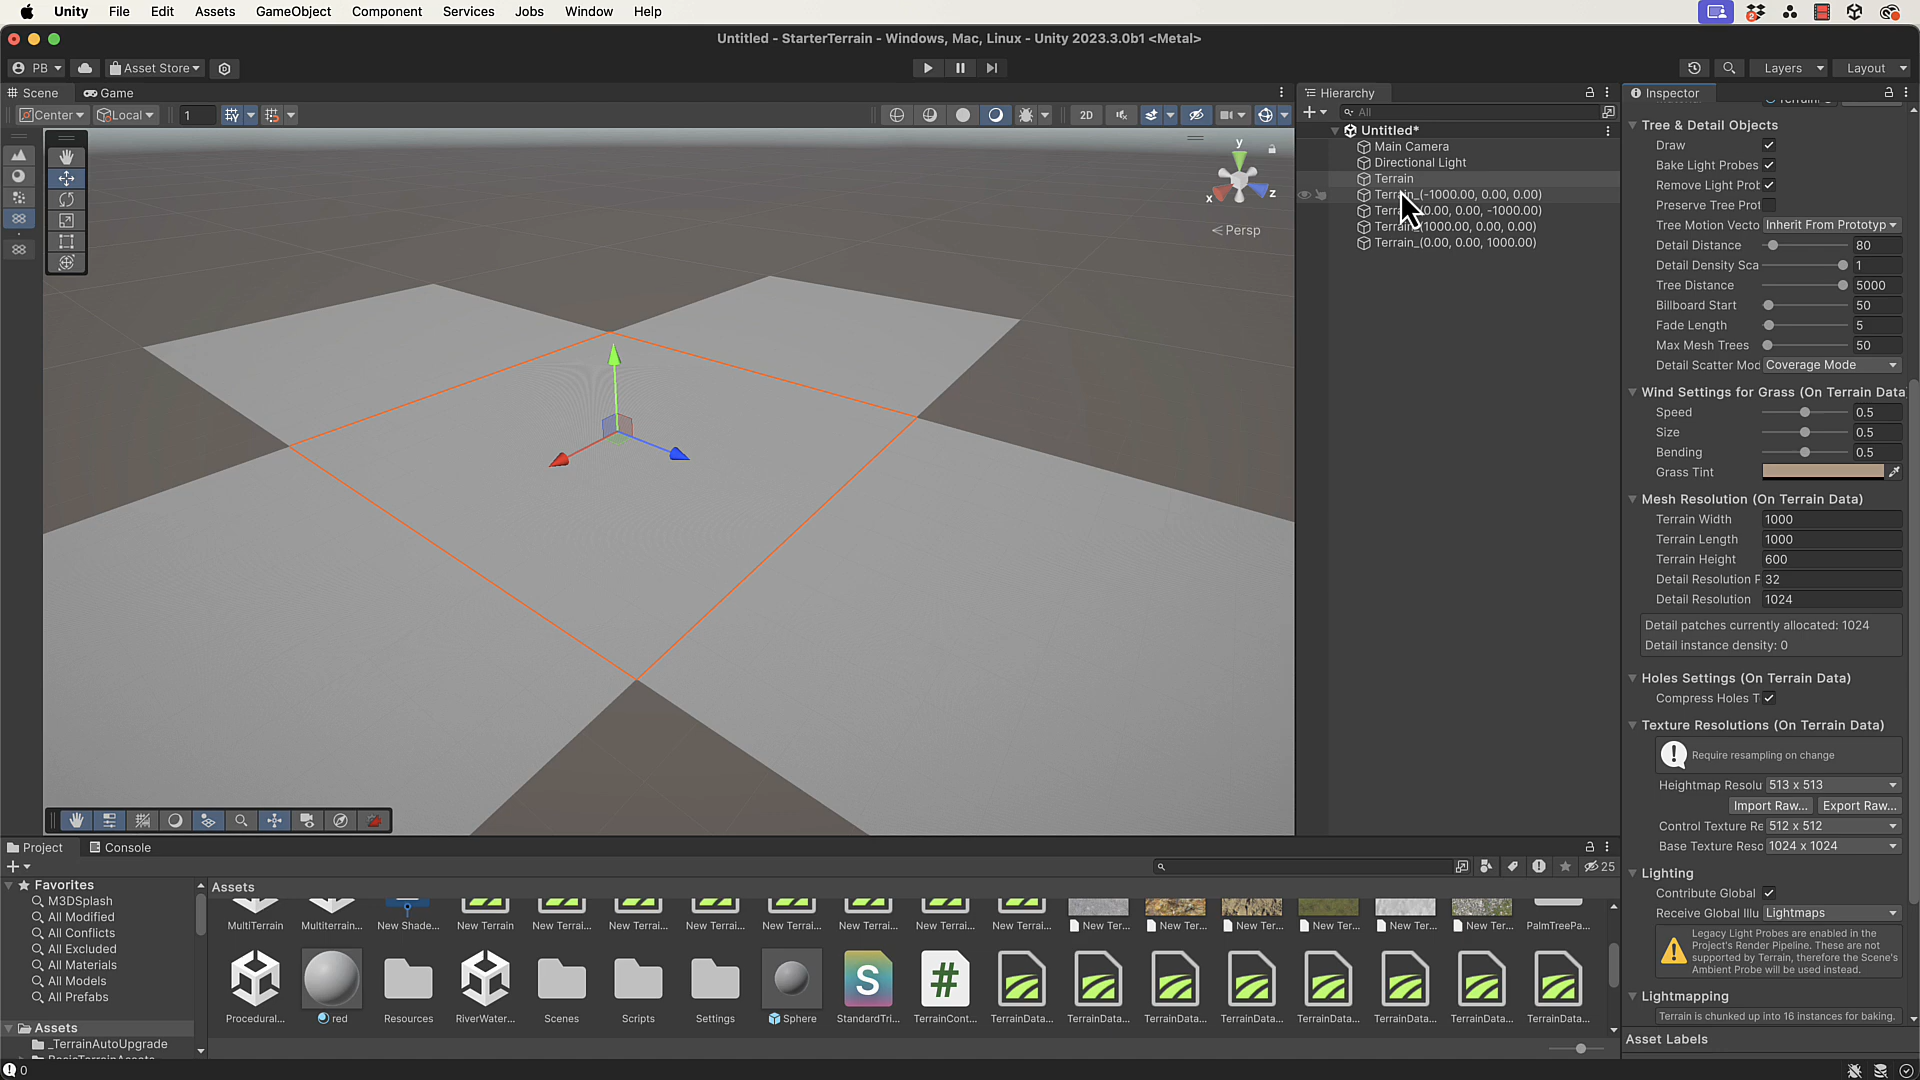 Unity File Edit Assets GameObject Component Services Jobs Window Help
Untitled - StarterTerrain - Windows, Mac, Linux - Unity 2023.3.0b1 <Metal>
PB Asset Store Layers Layout
Scene Game
Center Local 1 2D
y
x z
Persp
Hierarchy
All
Untitled*
Main Camera
Directional Light
Terrain
Terrain_(-1000.00, 0.00, 0.00)
0.00, 0.00, -1000.00)
(1000.00, 0.00, 0.00)
Terrain_(0.00, 0.00, 1000.00)
Inspector
Tree & Detail Objects
Draw
Bake Light Probes
Remove Light Prob
Preserve Tree Prot
Tree Motion Vecto Inherit From Prototyp
Detail Distance 80
Detail Density Sca 1
Tree Distance 5000
Billboard Start 50
Fade Length 5
Max Mesh Trees 50
Detail Scatter Mod Coverage Mode
Wind Settings for Grass (On Terrain Data
Speed 0.5
Size 0.5
Bending 0.5
Grass Tint
Mesh Resolution (On Terrain Data)
Terrain Width 1000
Terrain Length 1000
Terrain Height 600
Detail Resolution P 32
Detail Resolution 1024
Detail patches currently allocated: 1024
Detail instance density: 0
Holes Settings (On Terrain Data)
Compress Holes T
Texture Resolutions (On Terrain Data)
Require resampling on change
Heightmap Resolu 513 x 513
Import Raw... Export Raw...
Control Texture Re 512 x 512
Base Texture Reso 1024 x 1024
Lighting
Contribute Global
Receive Global Illu Lightmaps
Legacy Light Probes are enabled in the
Project's Render Pipeline. These are not
supported by Terrain, therefore the Scene's
Ambient Probe will be used instead.
Lightmapping
Terrain is chunked up into 16 instances for baking.
Asset Labels
Project Console
25
Favorites
M3DSplash
All Modified
All Conflicts
All Excluded
All Materials
All Models
All Prefabs
Assets
_TerrainAutoUpgrade
Assets
MultiTerrain Multiterrain... New Shade... New Terrain New Terrai... New Terrai... New Terrai... New Terrai... New Terrai... New Terrai... New Terrai... New Ter... New Ter... New Ter... New Ter... New Ter... New Ter... PalmTreePa...
S #
Procedural... red Resources RiverWater... Scenes Scripts Settings Sphere StandardTri... TerrainCont... TerrainData... TerrainData... TerrainData... TerrainData... TerrainData... TerrainData... TerrainData... TerrainData...
0